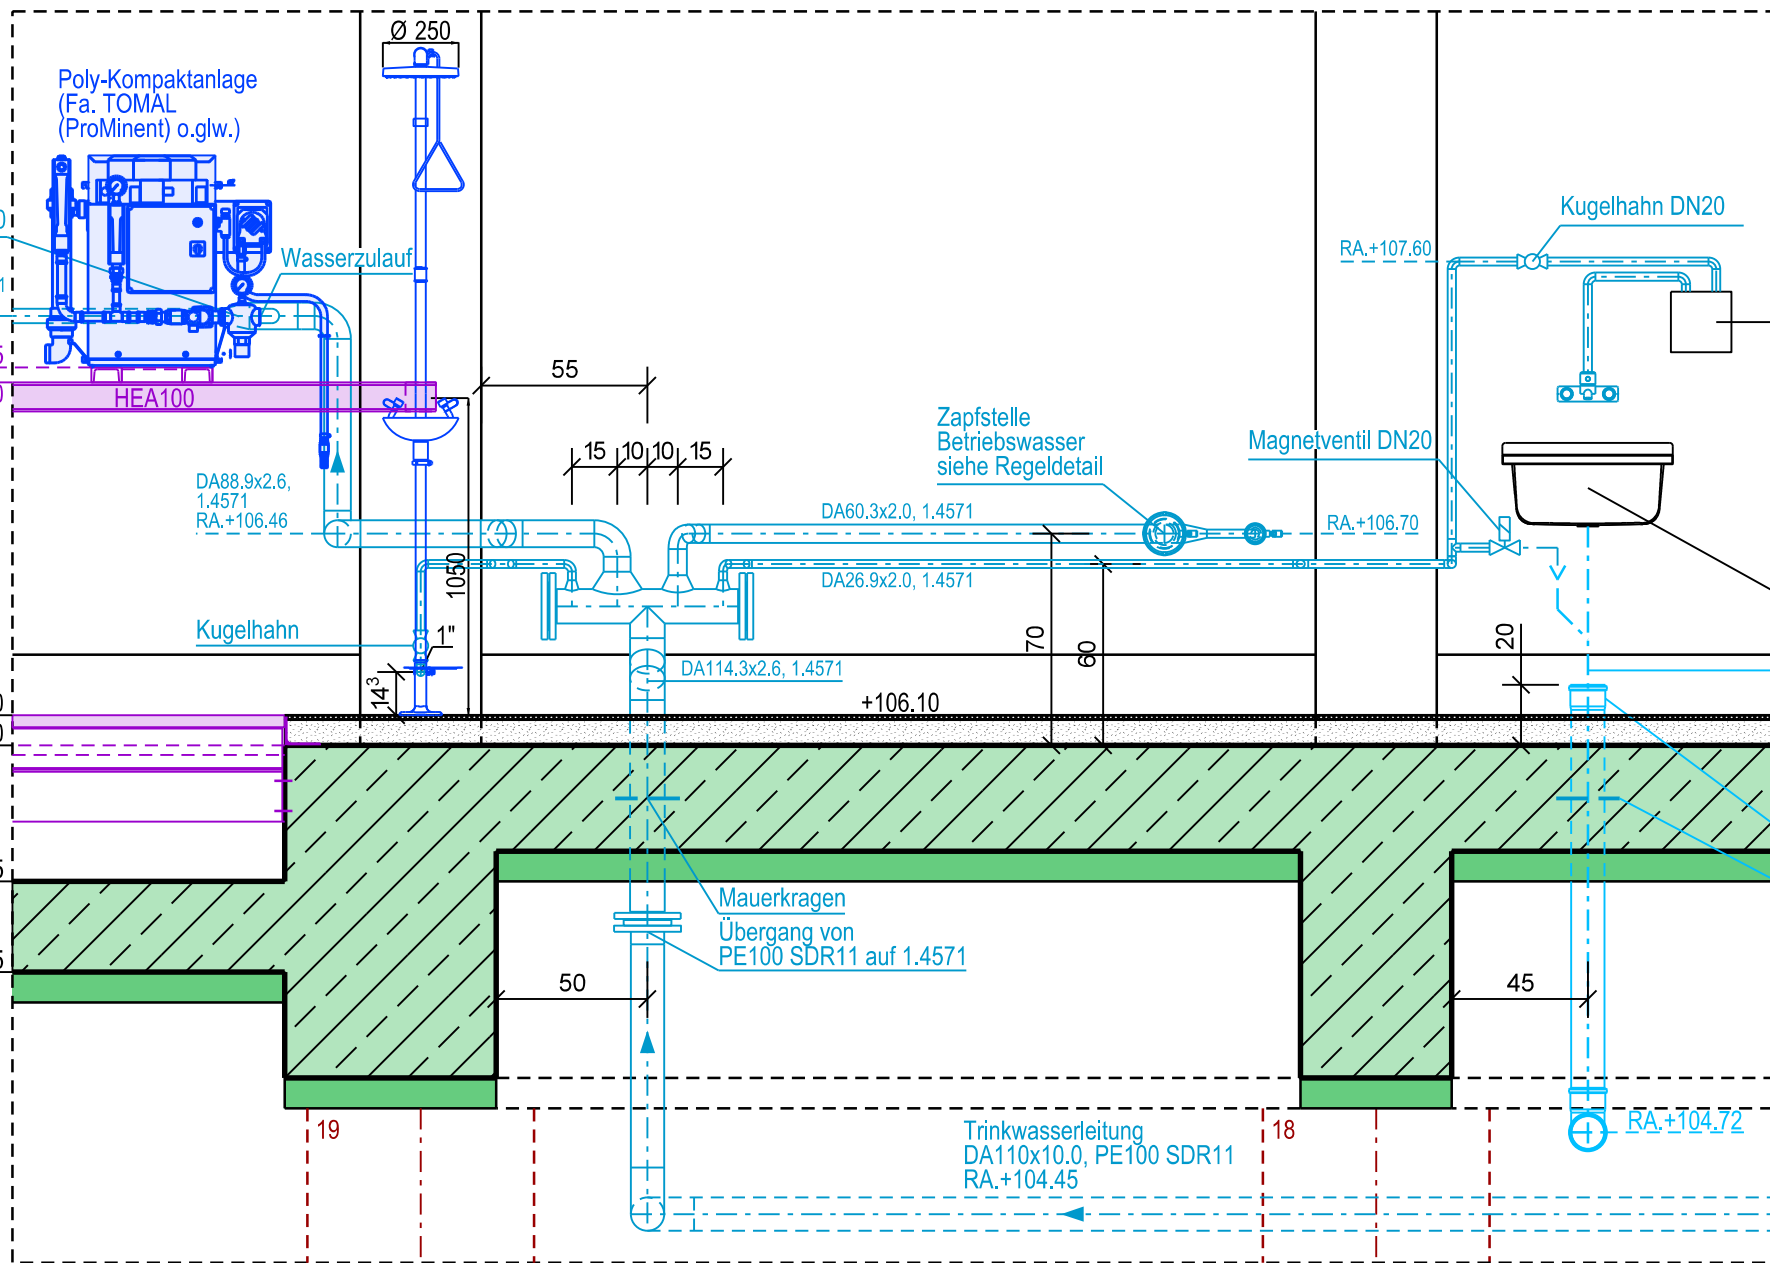 Ø 250
Poly-Kompaktanlage
(Fa. TOMAL
(ProMinent) o.glw.)
Wasserzulauf
HEA100
55
15
10
10
15
DA88.9x2.6,
1.4571
RA.+106.46
1050
Kugelhahn
1"
14³
DA114.3x2.6, 1.4571
Zapfstelle
Betriebswasser
siehe Regeldetail
DA60.3x2.0, 1.4571
DA26.9x2.0, 1.4571
RA.+106.70
RA.+107.60
Kugelhahn DN20
Magnetventil DN20
70
60
20
+106.10
Mauerkragen
Übergang von
PE100 SDR11 auf 1.4571
50
45
19
18
Trinkwasserleitung
DA110x10.0, PE100 SDR11
RA.+104.45
RA.+104.72